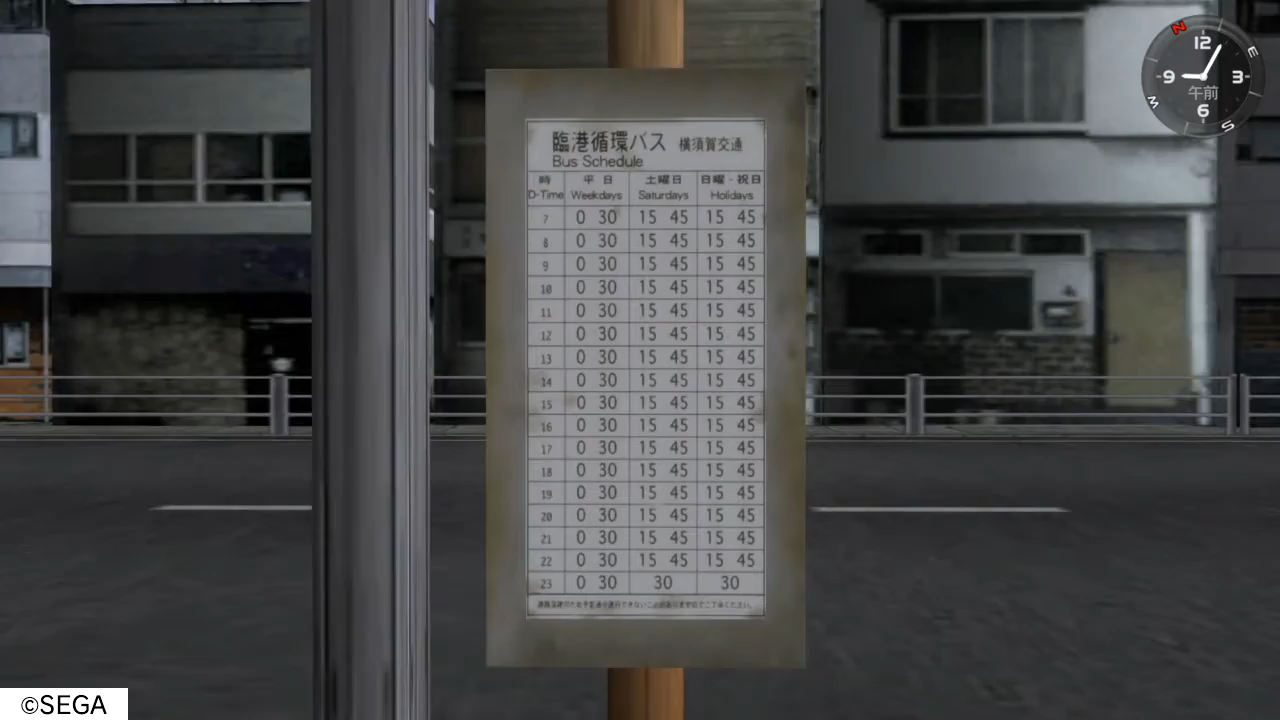 臨港循環バス 横須賀交通
Bus Schedule
時 平日 土曜日 日曜・祝日
D-Time Weekdays Saturdays Holidays
7 0 30 15 45 15 45
8 0 30 15 45 15 45
9 0 30 15 45 15 45
10 0 30 15 45 15 45
11 0 30 15 45 15 45
12 0 30 15 45 15 45
13 0 30 15 45 15 45
14 0 30 15 45 15 45
15 0 30 15 45 15 45
16 0 30 15 45 15 45
17 0 30 15 45 15 45
18 0 30 15 45 15 45
19 0 30 15 45 15 45
20 0 30 15 45 15 45
21 0 30 15 45 15 45
22 0 30 15 45 15 45
23 0 30 30 30
N
E
S
W
12
9 3
午前
6
©SEGA